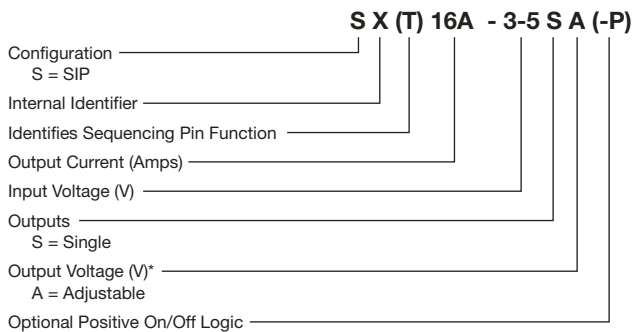 S X (T) 16A - 3-5 S A (-P)
Configuration
S = SIP
Internal Identifier
Identifies Sequencing Pin Function
Output Current (Amps)
Input Voltage (V)
Outputs
S = Single
Output Voltage (V)*
A = Adjustable
Optional Positive On/Off Logic